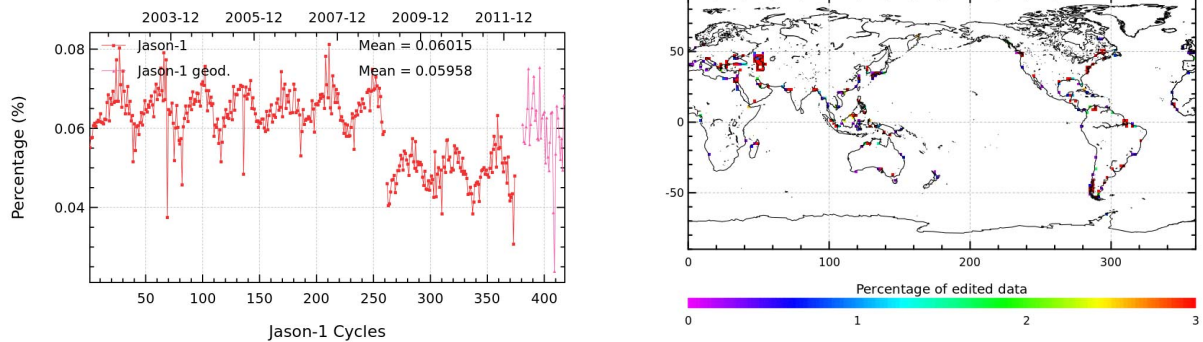 2003-12 2005-12 2007-12 2009-12 2011-12
Jason-1 Mean = 0.06015
Jason-1 geod. Mean = 0.05958
0.08
0.06
0.04
Percentage (%)
50 100 150 200 250 300 350 400
Jason-1 Cycles
50
0
-50
0 100 200 300
Percentage of edited data
0 1 2 3